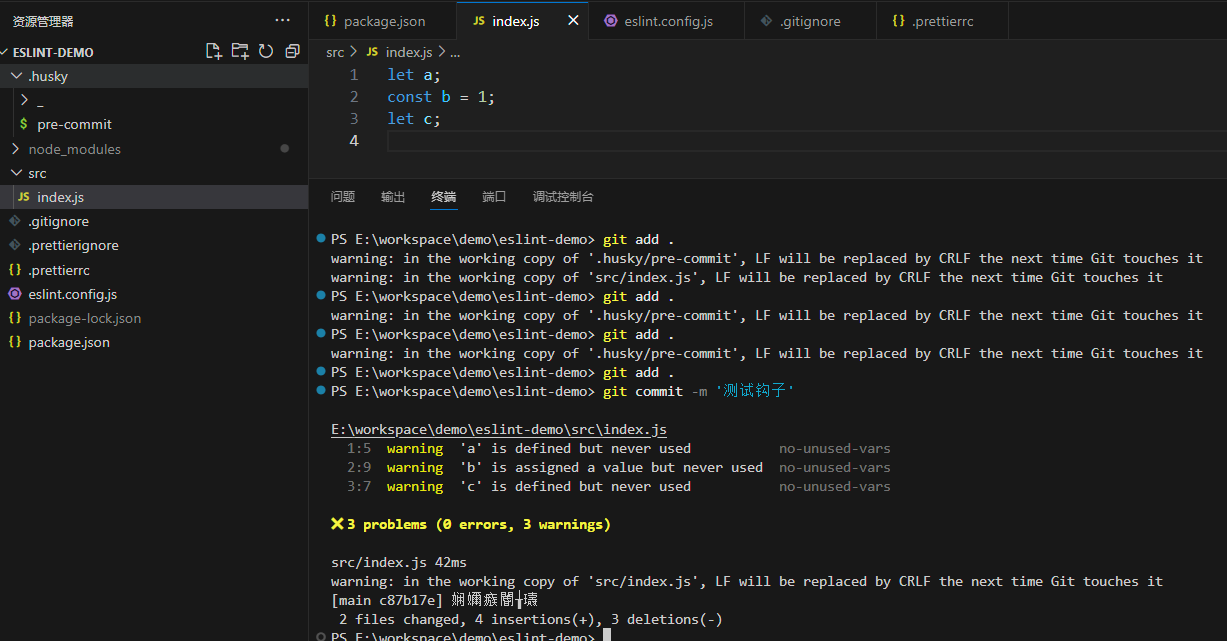 资源管理器
ESLINT-DEMO
.husky
_
$ pre-commit
node_modules
src
JS index.js
.gitignore
.prettierignore
{} .prettierrc
eslint.config.js
{} package-lock.json
{} package.json
{} package.json JS index.js eslint.config.js .gitignore {} .prettierrc
src > JS index.js > ...
1 let a;
2 const b = 1;
3 let c;
4
问题 输出 终端 端口 调试控制台
PS E:\workspace\demo\eslint-demo> git add .
warning: in the working copy of '.husky/pre-commit', LF will be replaced by CRLF the next time Git touches it
warning: in the working copy of 'src/index.js', LF will be replaced by CRLF the next time Git touches it
PS E:\workspace\demo\eslint-demo> git add .
warning: in the working copy of '.husky/pre-commit', LF will be replaced by CRLF the next time Git touches it
PS E:\workspace\demo\eslint-demo> git add .
warning: in the working copy of '.husky/pre-commit', LF will be replaced by CRLF the next time Git touches it
PS E:\workspace\demo\eslint-demo> git add .
PS E:\workspace\demo\eslint-demo> git commit -m '测试钩子'
E:\workspace\demo\eslint-demo\src\index.js
1:5 warning 'a' is defined but never used no-unused-vars
2:9 warning 'b' is assigned a value but never used no-unused-vars
3:7 warning 'c' is defined but never used no-unused-vars
✖ 3 problems (0 errors, 3 warnings)
src/index.js 42ms
warning: in the working copy of 'src/index.js', LF will be replaced by CRLF the next time Git touches it
[main c87b17e]
2 files changed, 4 insertions(+), 3 deletions(-)
PS E:\workspace\demo\eslint-demo>